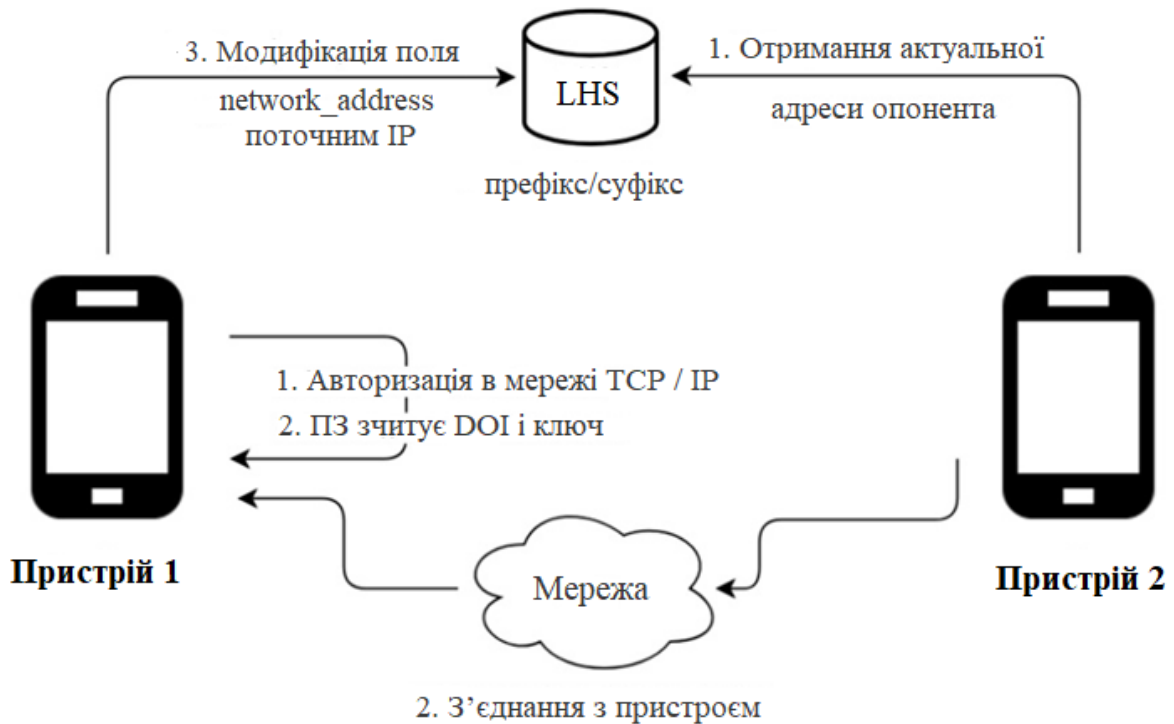 3. Модифікація поля
network_address
поточним IP
LHS
префікс/суфікс
1. Отримання актуальної
адреси опонента
1. Авторизація в мережі TCP / IP
2. ПЗ зчитує DOI і ключ
Пристрій 1
Мережа
Пристрій 2
2. З’єднання з пристроєм